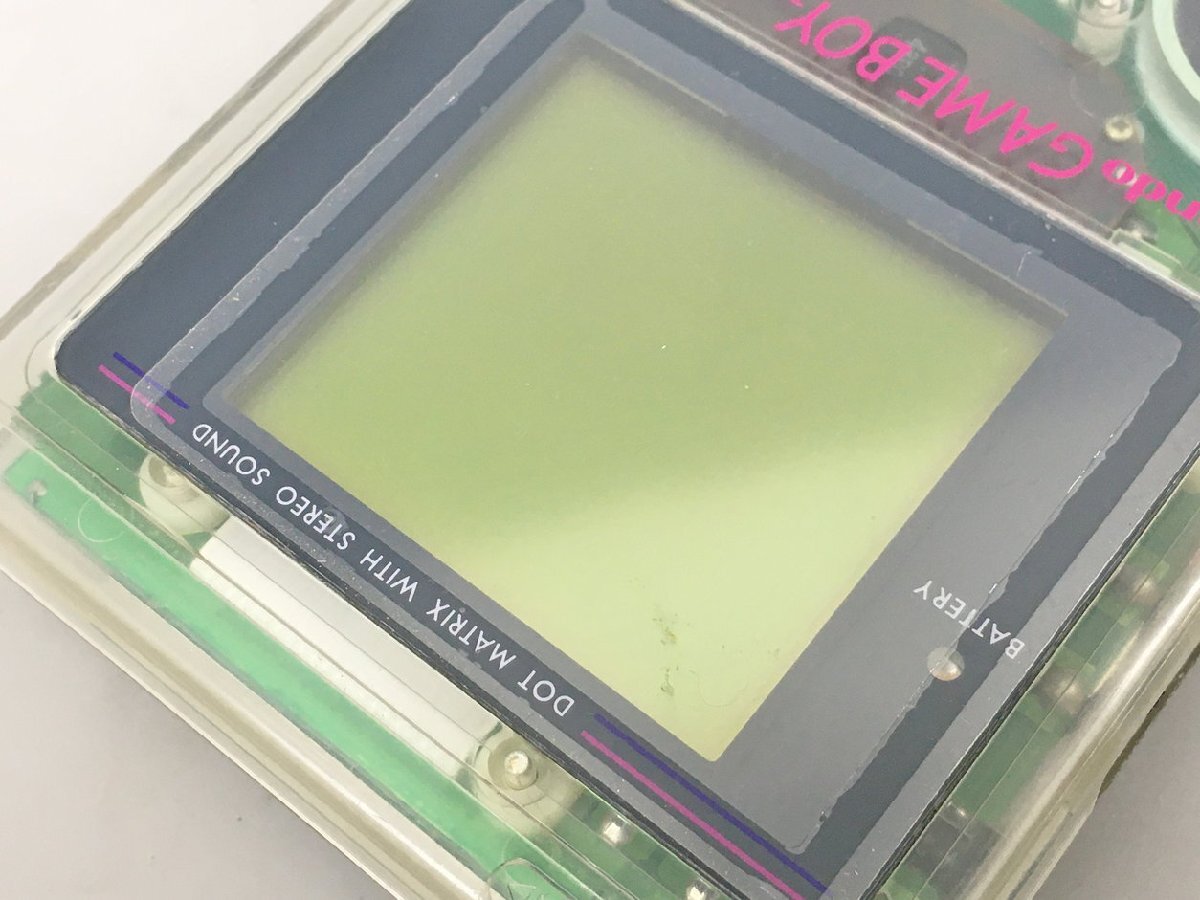 DOT MATRIX WITH STEREO SOUND
BATTERY
ndo GAME BOY